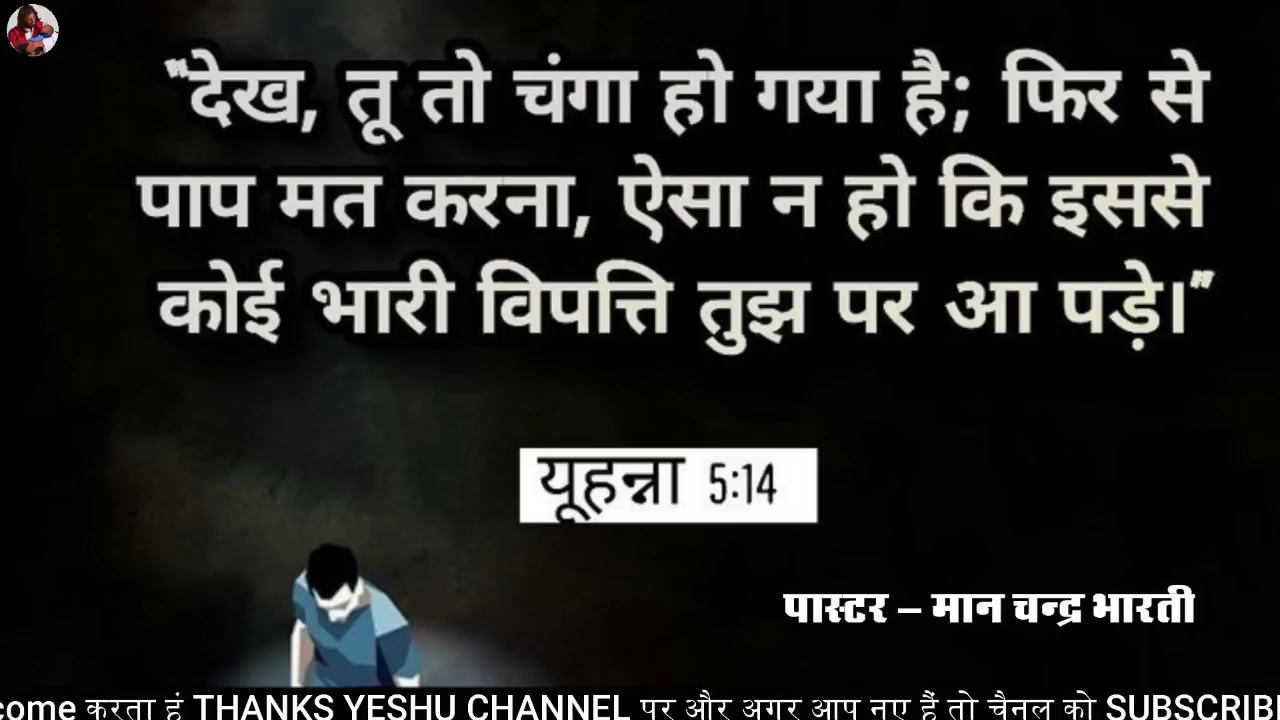 "देख, तू तो चंगा हो गया है; फिर से
पाप मत करना, ऐसा न हो कि इससे
कोई भारी विपत्ति तुझ पर आ पड़े।"
यूहन्ना 5:14
पास्टर – मान चन्द्र भारती
come करता हूं THANKS YESHU CHANNEL पर और अगर आप नए हैं तो चैनल को SUBSCRIB